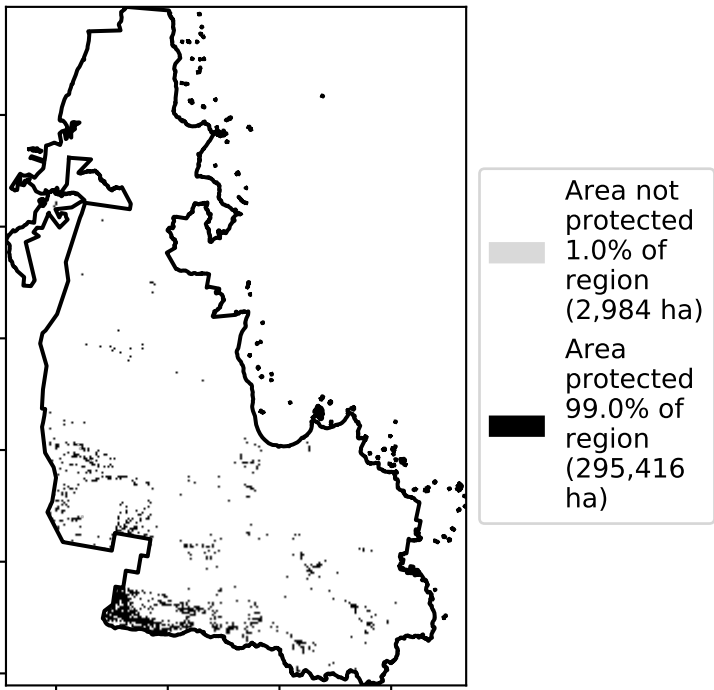 Area not
protected
1.0% of
region
(2,984 ha)
Area
protected
99.0% of
region
(295,416
ha)